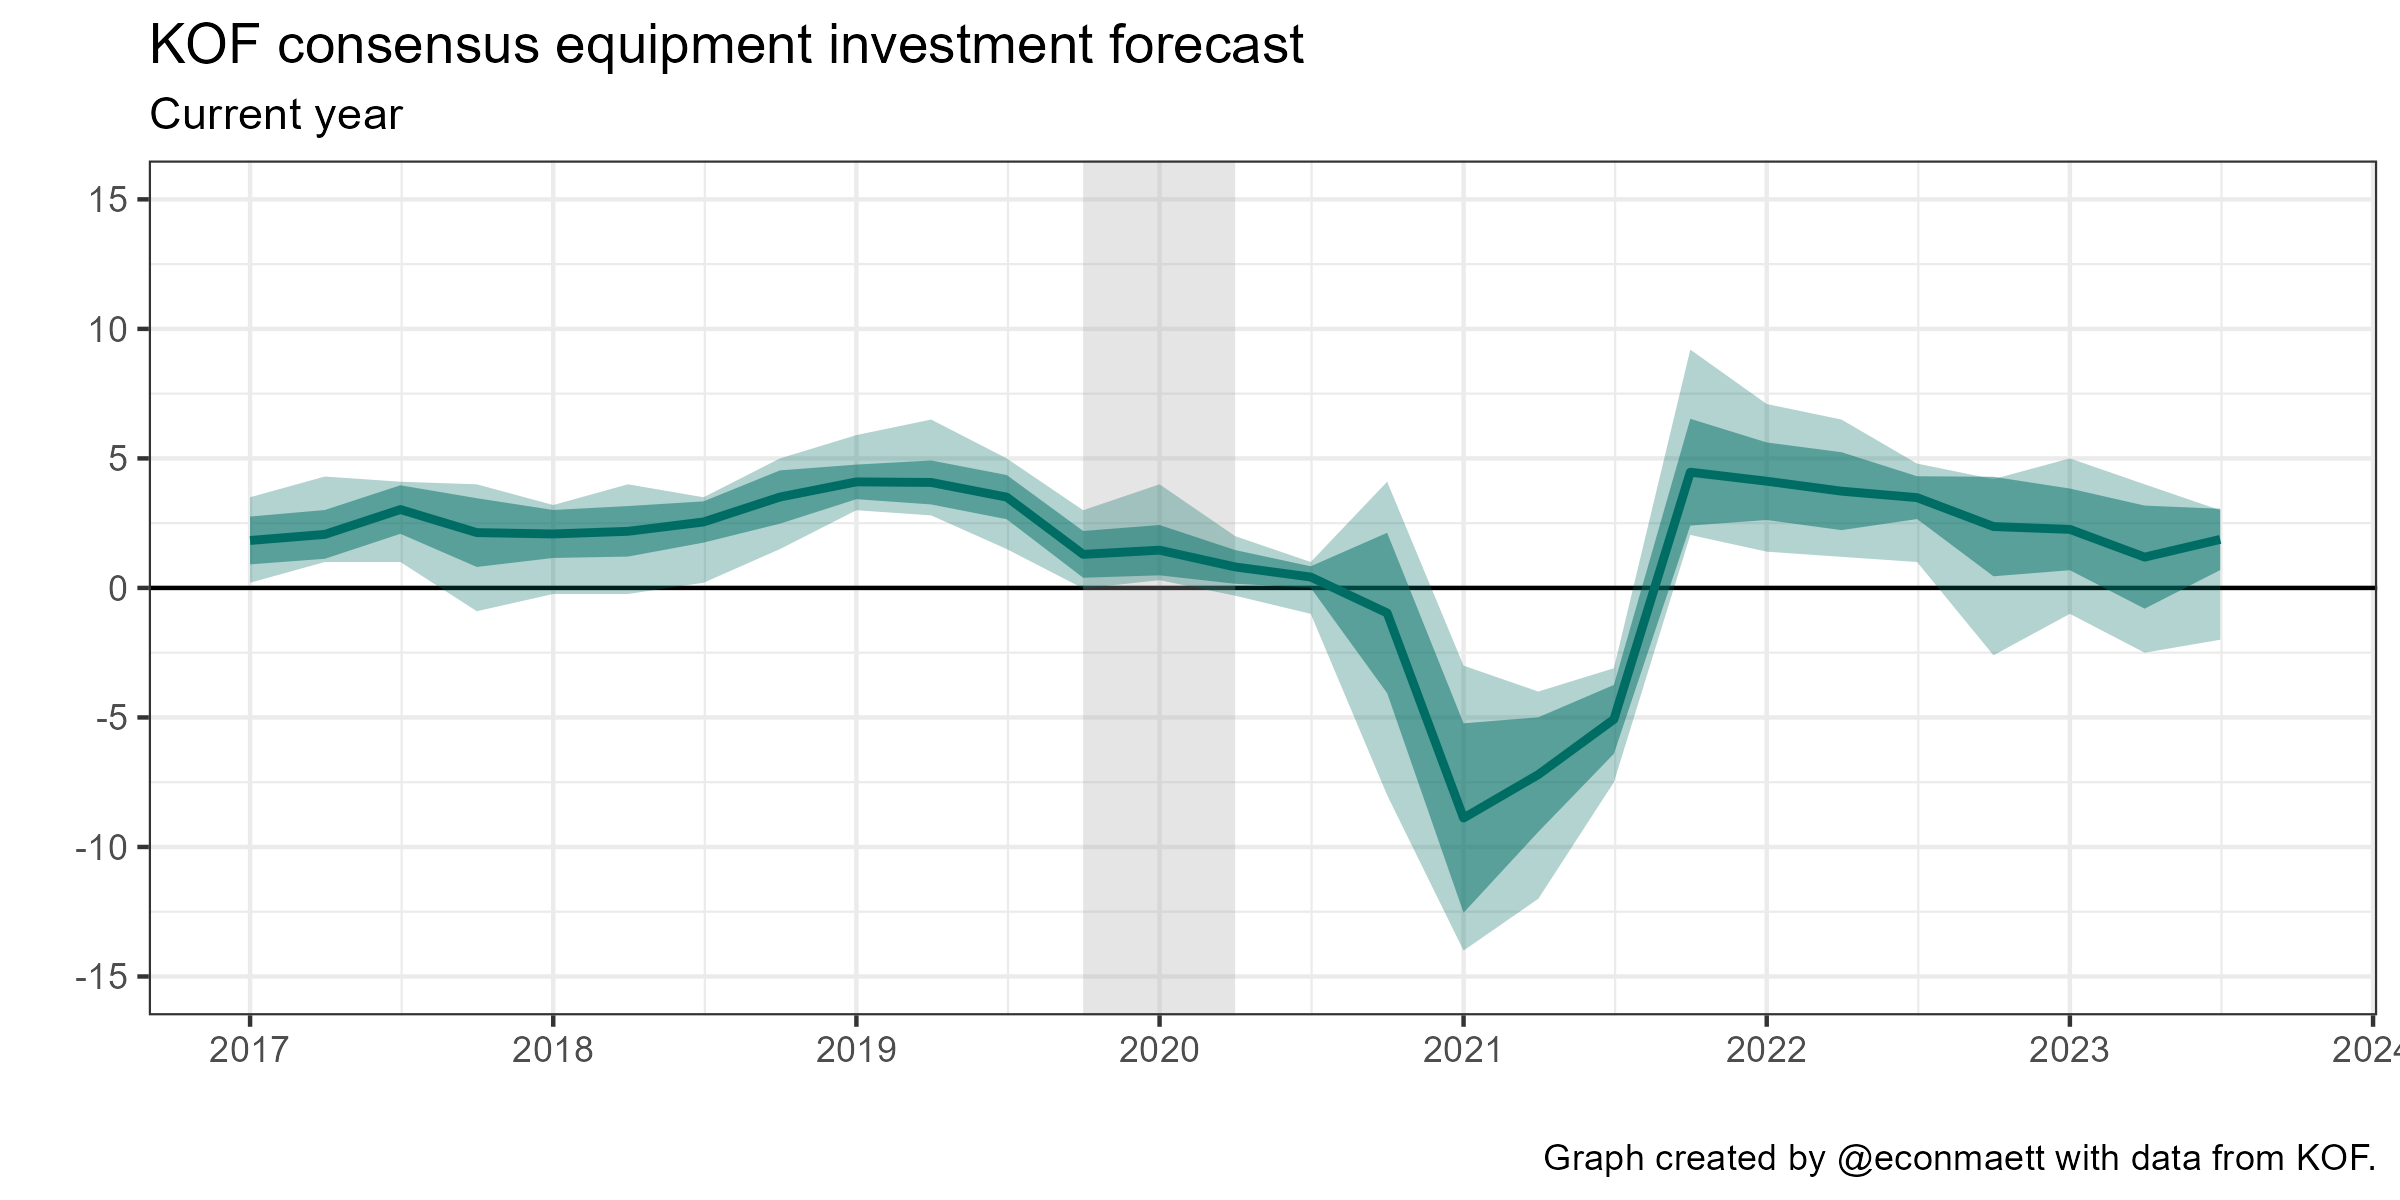 KOF consensus equipment investment forecast
Current year
15
10
5
0
-5
-10
-15
2017 2018 2019 2020 2021 2022 2023 2024
Graph created by @econmaett with data from KOF.